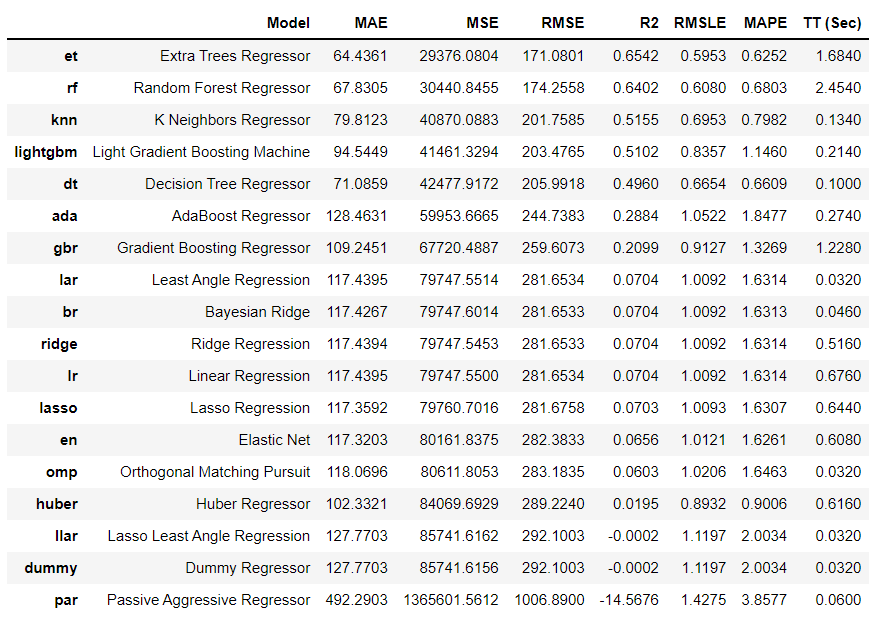 Model MAE MSE RMSE R2 RMSLE MAPE TT (Sec)
et Extra Trees Regressor 64.4361 29376.0804 171.0801 0.6542 0.5953 0.6252 1.6840
rf Random Forest Regressor 67.8305 30440.8455 174.2558 0.6402 0.6080 0.6803 2.4540
knn K Neighbors Regressor 79.8123 40870.0883 201.7585 0.5155 0.6953 0.7982 0.1340
lightgbm Light Gradient Boosting Machine 94.5449 41461.3294 203.4765 0.5102 0.8357 1.1460 0.2140
dt Decision Tree Regressor 71.0859 42477.9172 205.9918 0.4960 0.6654 0.6609 0.1000
ada AdaBoost Regressor 128.4631 59953.6665 244.7383 0.2884 1.0522 1.8477 0.2740
gbr Gradient Boosting Regressor 109.2451 67720.4887 259.6073 0.2099 0.9127 1.3269 1.2280
lar Least Angle Regression 117.4395 79747.5514 281.6534 0.0704 1.0092 1.6314 0.0320
br Bayesian Ridge 117.4267 79747.6014 281.6533 0.0704 1.0092 1.6313 0.0460
ridge Ridge Regression 117.4394 79747.5453 281.6533 0.0704 1.0092 1.6314 0.5160
lr Linear Regression 117.4395 79747.5500 281.6534 0.0704 1.0092 1.6314 0.6760
lasso Lasso Regression 117.3592 79760.7016 281.6758 0.0703 1.0093 1.6307 0.6440
en Elastic Net 117.3203 80161.8375 282.3833 0.0656 1.0121 1.6261 0.6080
omp Orthogonal Matching Pursuit 118.0696 80611.8053 283.1835 0.0603 1.0206 1.6463 0.0320
huber Huber Regressor 102.3321 84069.6929 289.2240 0.0195 0.8932 0.9006 0.6160
llar Lasso Least Angle Regression 127.7703 85741.6162 292.1003 -0.0002 1.1197 2.0034 0.0320
dummy Dummy Regressor 127.7703 85741.6156 292.1003 -0.0002 1.1197 2.0034 0.0320
par Passive Aggressive Regressor 492.2903 1365601.5612 1006.8900 -14.5676 1.4275 3.8577 0.0600